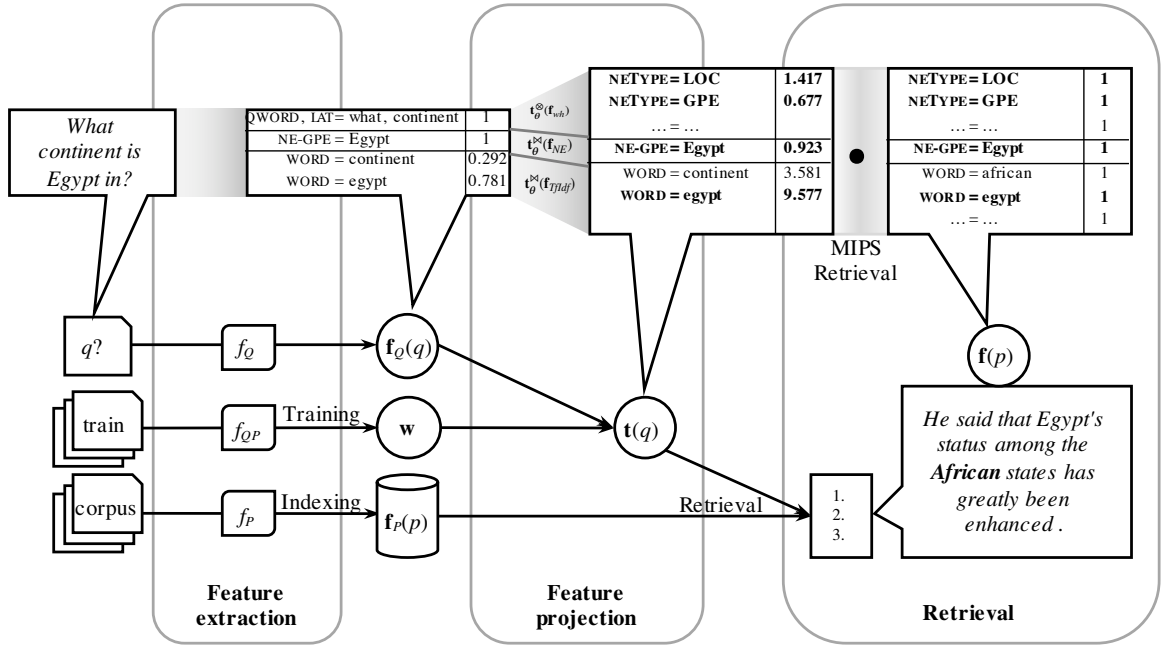 What
continent is
Egypt in?
QWORD, LAT = what, continent 1
NE-GPE = Egypt 1
WORD = continent 0.292
WORD = egypt 0.781
t_θ^⊗(f_wh)
t_θ^⋈(f_NE)
t_θ^⋈(f_TfIdf)
NETYPE = LOC 1.417
NETYPE = GPE 0.677
... = ...
NE-GPE = Egypt 0.923
WORD = continent 3.581
WORD = egypt 9.577
MIPS
Retrieval
NETYPE = LOC 1
NETYPE = GPE 1
... = ... 1
NE-GPE = Egypt 1
WORD = african 1
WORD = egypt 1
... = ... 1
q?
f_Q
f_Q(q)
f(p)
train
f_QP
Training
w
t(q)
corpus
f_P
Indexing
f_P(p)
Retrieval
1.
2.
3.
He said that Egypt's
status among the
African states has
greatly been
enhanced .
Feature
extraction
Feature
projection
Retrieval